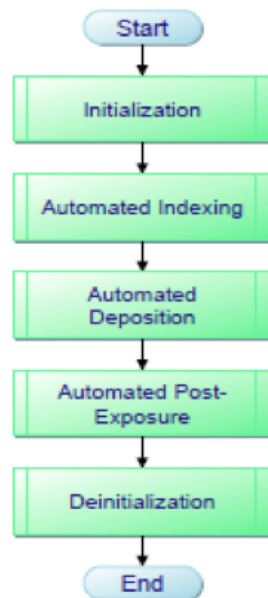 Start
Initialization
Automated Indexing
Automated
Deposition
Automated Post-
Exposure
Deinitialization
End